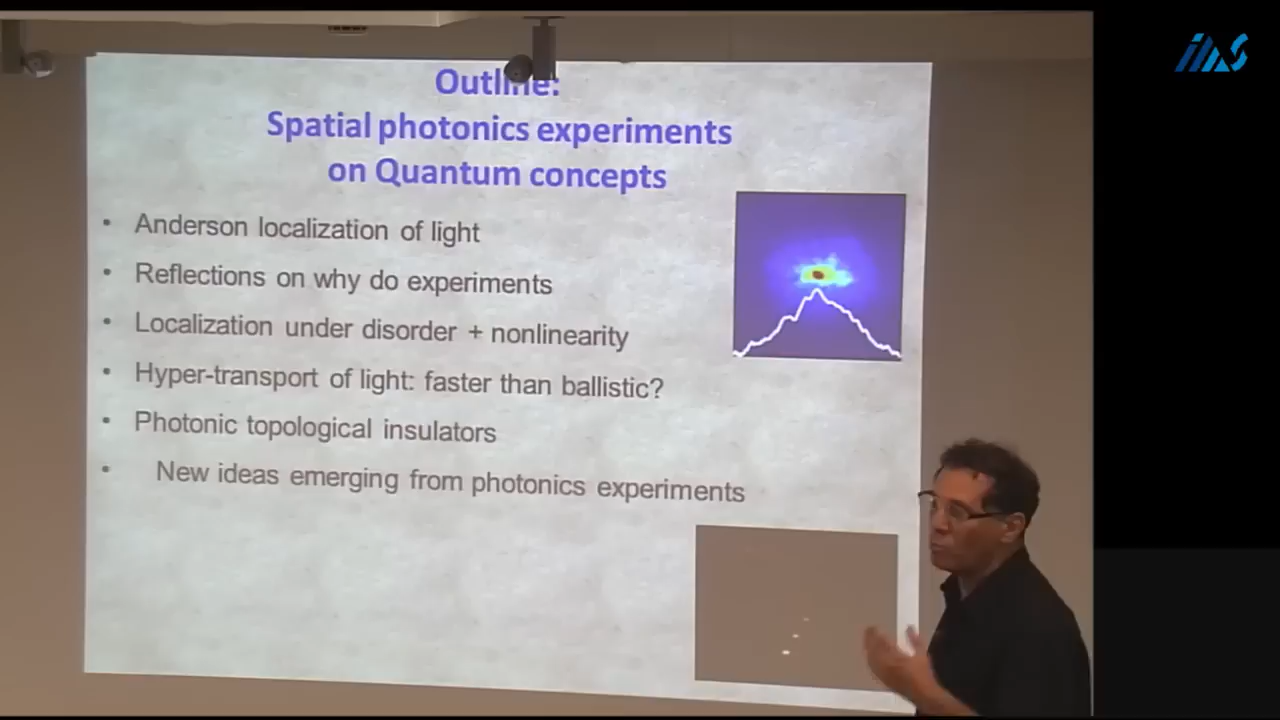 IIAS
Outline:
Spatial photonics experiments
on Quantum concepts
• Anderson localization of light
• Reflections on why do experiments
• Localization under disorder + nonlinearity
• Hyper-transport of light: faster than ballistic?
• Photonic topological insulators
• New ideas emerging from photonics experiments